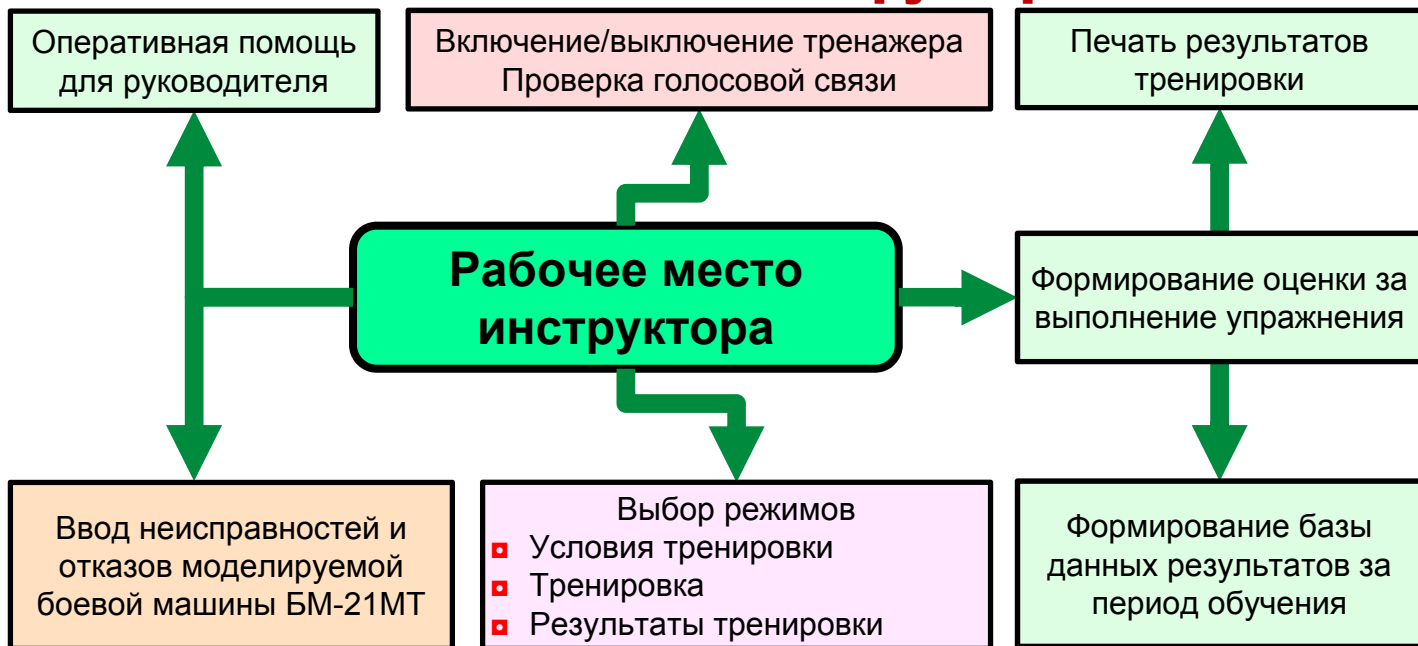 Оперативная помощь
для руководителя
Включение/выключение тренажера
Проверка голосовой связи
Печать результатов
тренировки
Рабочее место
инструктора
Формирование оценки за
выполнение упражнения
Ввод неисправностей и
отказов моделируемой
боевой машины БМ-21МТ
Выбор режимов
Условия тренировки
Тренировка
Результаты тренировки
Формирование базы
данных результатов за
период обучения